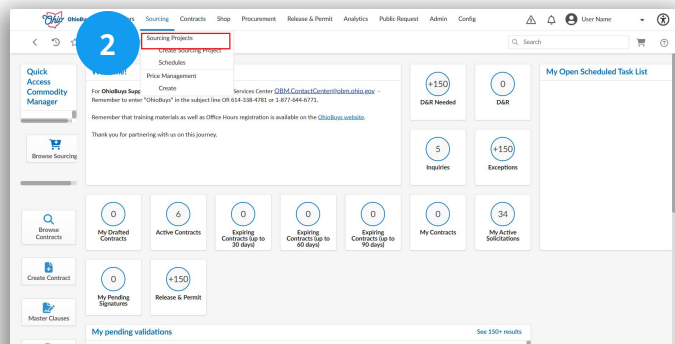 Ohio OhioBu rs Sourcing Contracts Shop Procurement Release & Permit Analytics Public Request Admin Config User Name
2
Sourcing Projects
Create Sourcing Project
Schedules
Price Management
Create
Search
Quick
Access
Commodity
Manager
For OhioBuys Supp Services Center OBM.ContactCenter@obm.ohio.gov -
Remember to enter "OhioBuys" in the subject line OR 614-338-4781 or 1-877-644-6771.
Remember that training materials as well as Office Hours registration is available on the OhioBuys website.
Thank you for partnering with us on this journey.
+150
D&R Needed
0
D&R
My Open Scheduled Task List
Browse Sourcing
5
Inquiries
+150
Exceptions
Browse
Contracts
0
My Drafted
Contracts
6
Active Contracts
0
Expiring
Contracts (up to
30 days)
0
Expiring
Contracts (up to
60 days)
0
Expiring
Contracts (up to
90 days)
0
My Contracts
34
My Active
Solicitations
Create Contract
0
My Pending
Signatures
+150
Release & Permit
Master Clauses
My pending validations
See 150+ results